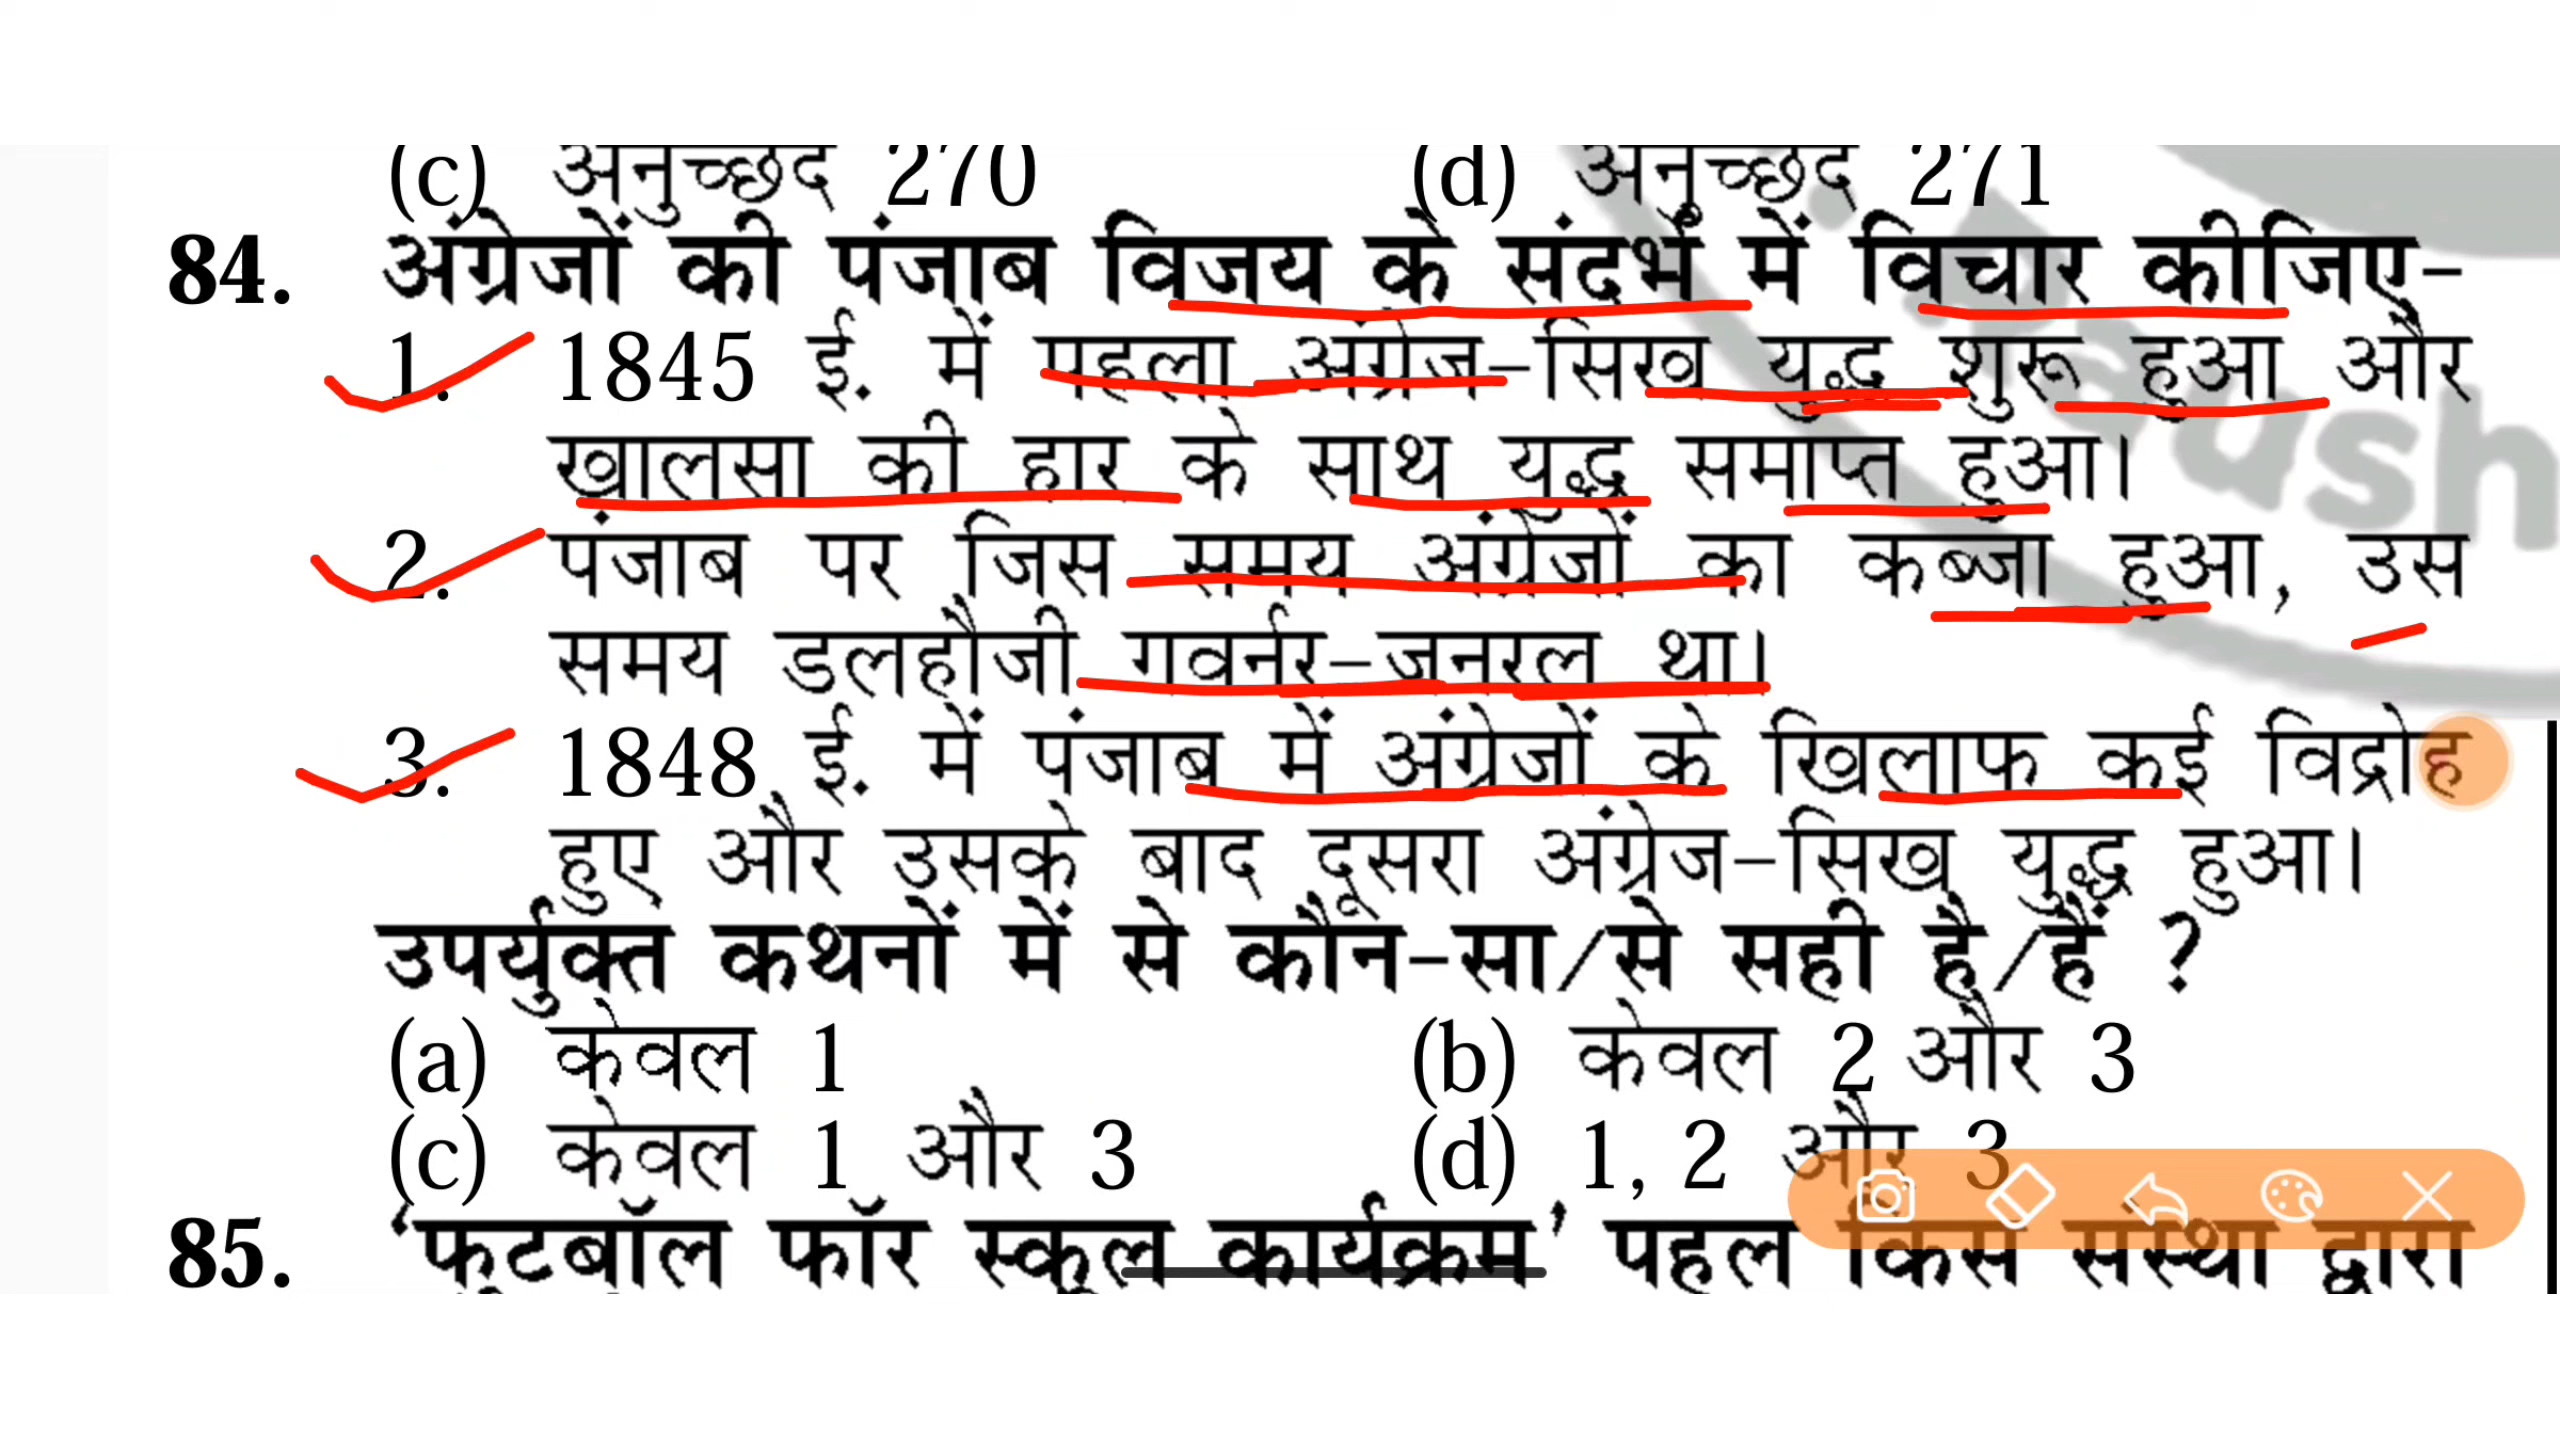 (c) अनुच्छेद 270 (d) अनुच्छेद 271
84. अंग्रेजों की पंजाब विजय के संदर्भ में विचार कीजिए–
1. 1845 ई. में पहला अंग्रेज–सिख युद्ध शुरू हुआ और
खालसा की हार के साथ युद्ध समाप्त हुआ।
2. पंजाब पर जिस समय अंग्रेजों का कब्जा हुआ, उस
समय डलहौजी गवर्नर–जनरल था।
3. 1848 ई. में पंजाब में अंग्रेजों के खिलाफ कई विद्रोह
हुए और उसके बाद दूसरा अंग्रेज–सिख युद्ध हुआ।
उपर्युक्त कथनों में से कौन–सा/से सही है/हैं ?
(a) केवल 1 (b) केवल 2 और 3
(c) केवल 1 और 3 (d) 1, 2 और 3
85. ‘फुटबॉल फॉर स्कूल कार्यक्रम’ पहल किस संस्था द्वारा